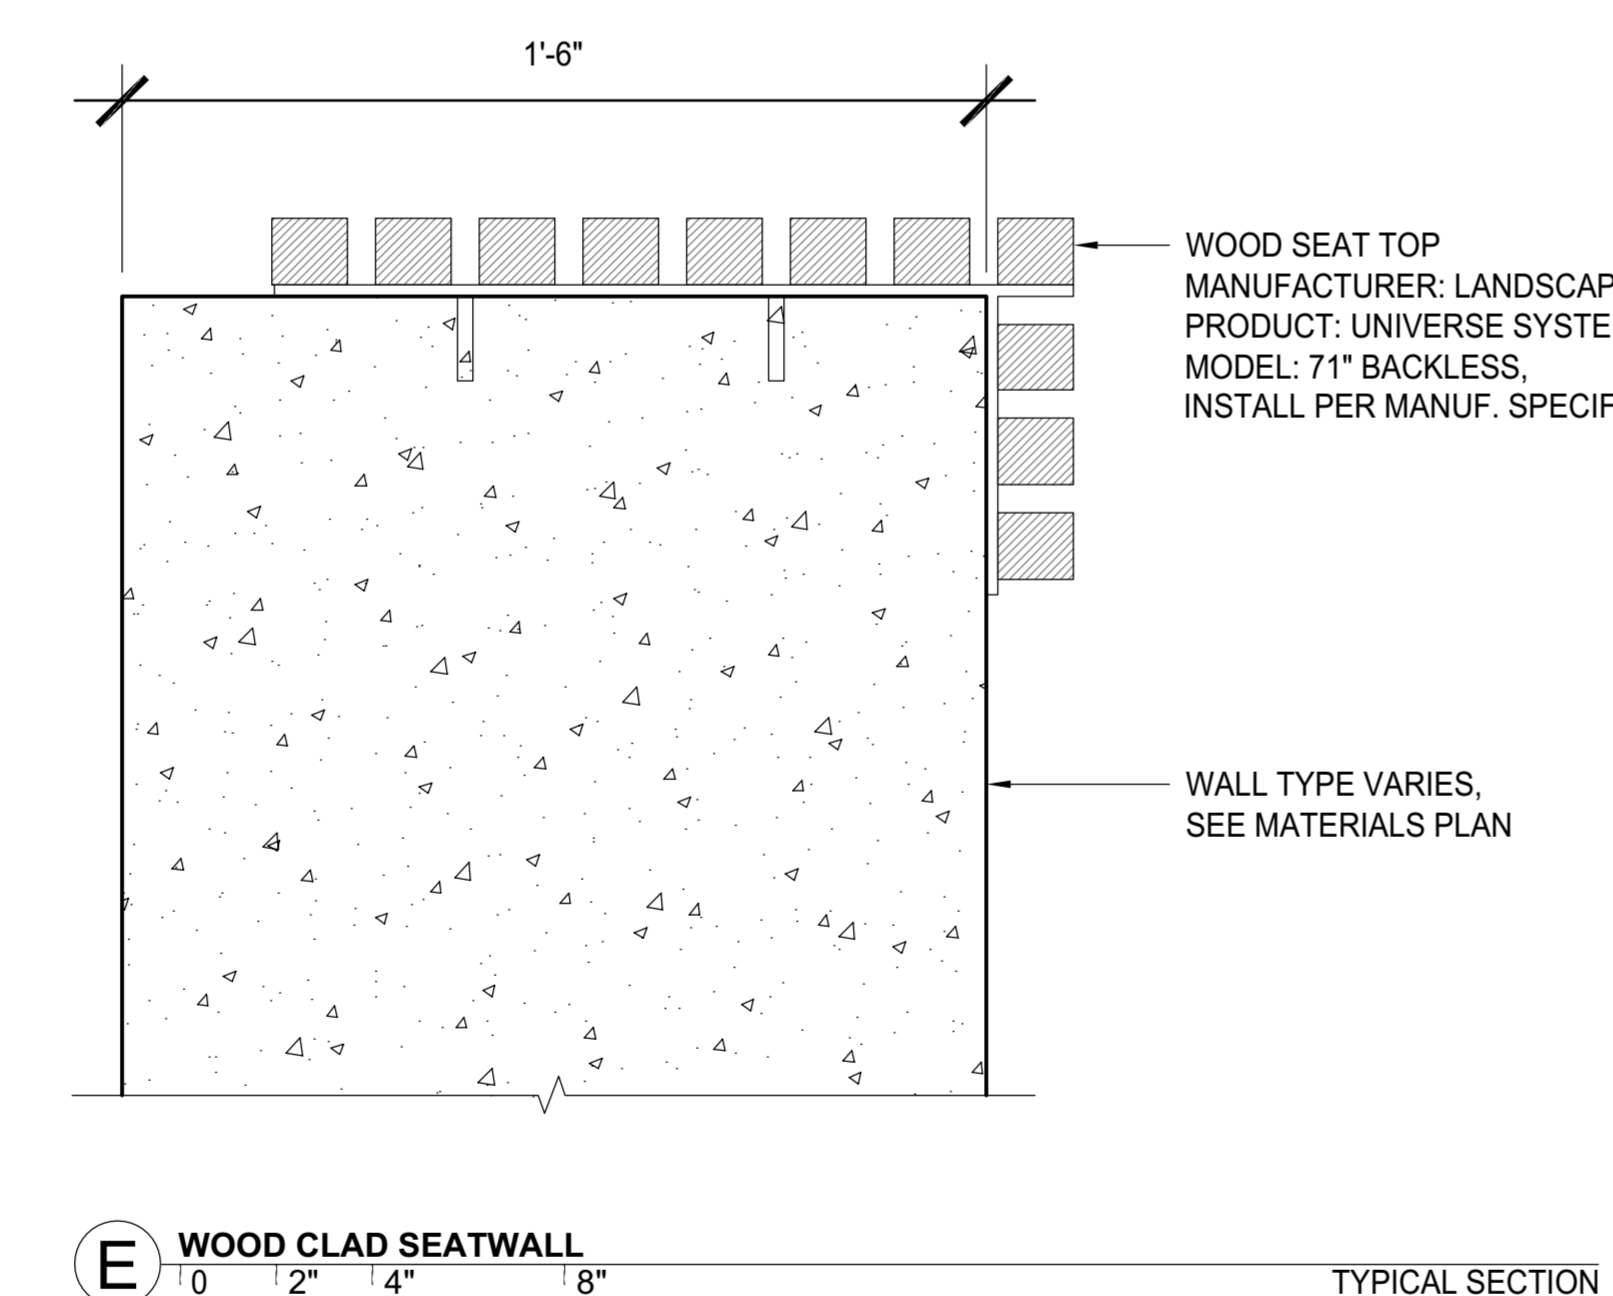 1'-6"
WOOD SEAT TOP
MANUFACTURER: LANDSCAP
PRODUCT: UNIVERSE SYSTE
MODEL: 71" BACKLESS,
INSTALL PER MANUF. SPECIF
WALL TYPE VARIES,
SEE MATERIALS PLAN
E WOOD CLAD SEATWALL
0 2" 4" 8" TYPICAL SECTION